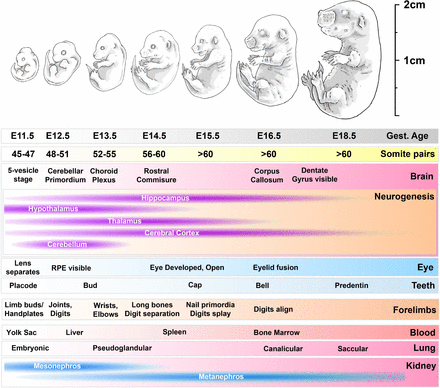 2cm
1cm
E11.5 E12.5 E13.5 E14.5 E15.5 E16.5 E18.5 Gest. Age
45-47 48-51 52-55 56-60 >60 >60 >60 Somite pairs
5-vesicle stage Cerebellar Primordium Choroid Plexus Rostral Commisure Corpus Callosum Dentate Gyrus visible Brain
Hippocampus Neurogenesis
Hypothalamus
Thalamus
Cerebral Cortex
Cerebellum
Lens separates RPE visible Eye Developed, Open Eyelid fusion Eye
Placode Bud Cap Bell Predentin Teeth
Limb buds/ Handplates Joints, Digits Wrists, Elbows Long bones Digit separation Nail primordia Digits splay Digits align Forelimbs
Yolk Sac Liver Spleen Bone Marrow Blood
Embryonic Pseudoglandular Canalicular Saccular Lung
Mesonephros Kidney
Metanephros